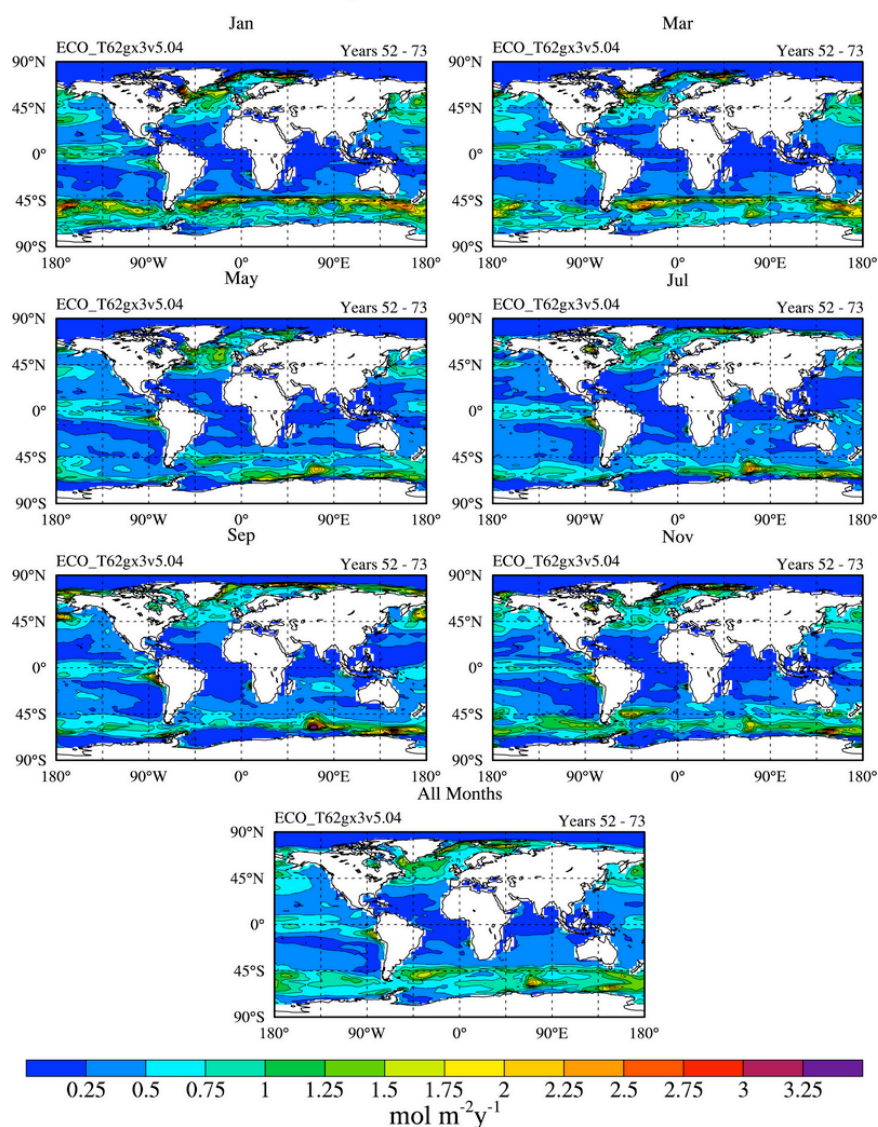 Jan Mar
ECO_T62gx3v5.04 Years 52 - 73 ECO_T62gx3v5.04 Years 52 - 73
90°N 90°N
45°N 45°N
0° 0°
45°S 45°S
90°S 90°S
180° 90°W 0° 90°E 180° 180° 90°W 0° 90°E 180°
May Jul
ECO_T62gx3v5.04 Years 52 - 73 ECO_T62gx3v5.04 Years 52 - 73
90°N 90°N
45°N 45°N
0° 0°
45°S 45°S
90°S 90°S
180° 90°W 0° 90°E 180° 180° 90°W 0° 90°E 180°
Sep Nov
ECO_T62gx3v5.04 Years 52 - 73 ECO_T62gx3v5.04 Years 52 - 73
90°N 90°N
45°N 45°N
0° 0°
45°S 45°S
90°S 90°S
180° 90°W 0° 90°E 180° 180° 90°W 0° 90°E 180°
All Months
ECO_T62gx3v5.04 Years 52 - 73
90°N
45°N
0°
45°S
90°S
180° 90°W 0° 90°E 180°
0.25 0.5 0.75 1 1.25 1.5 1.75 2 2.25 2.5 2.75 3 3.25
mol m⁻²y⁻¹